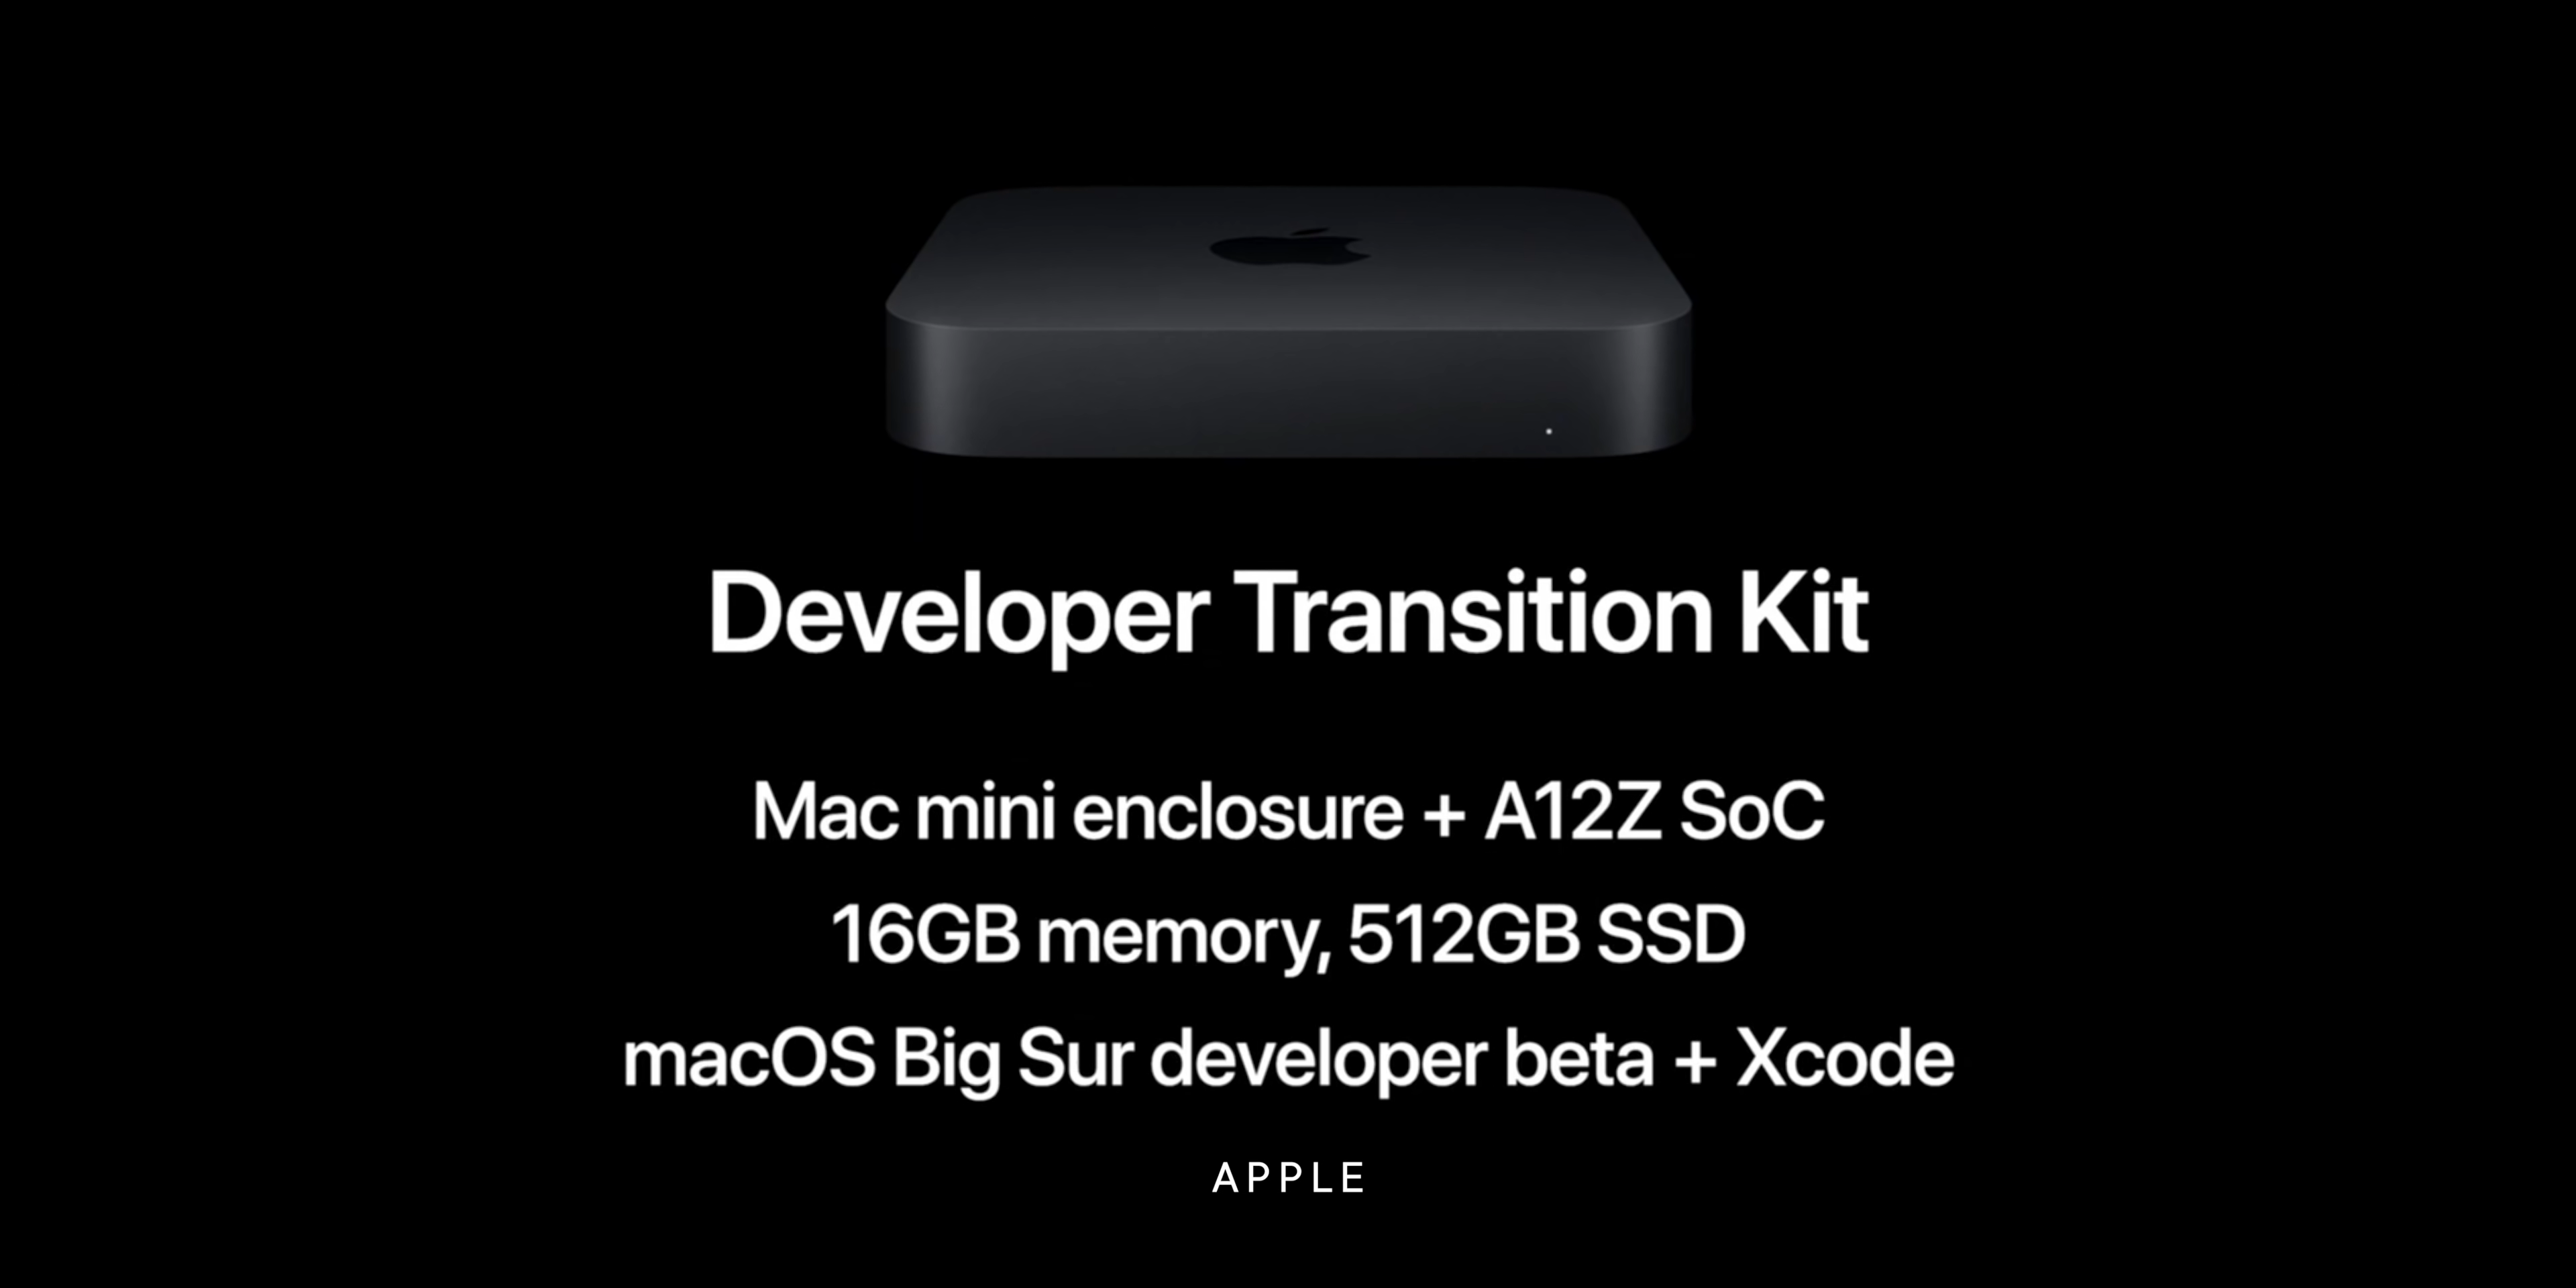 Developer Transition Kit
Mac mini enclosure + A12Z SoC
16GB memory, 512GB SSD
macOS Big Sur developer beta + Xcode
APPLE